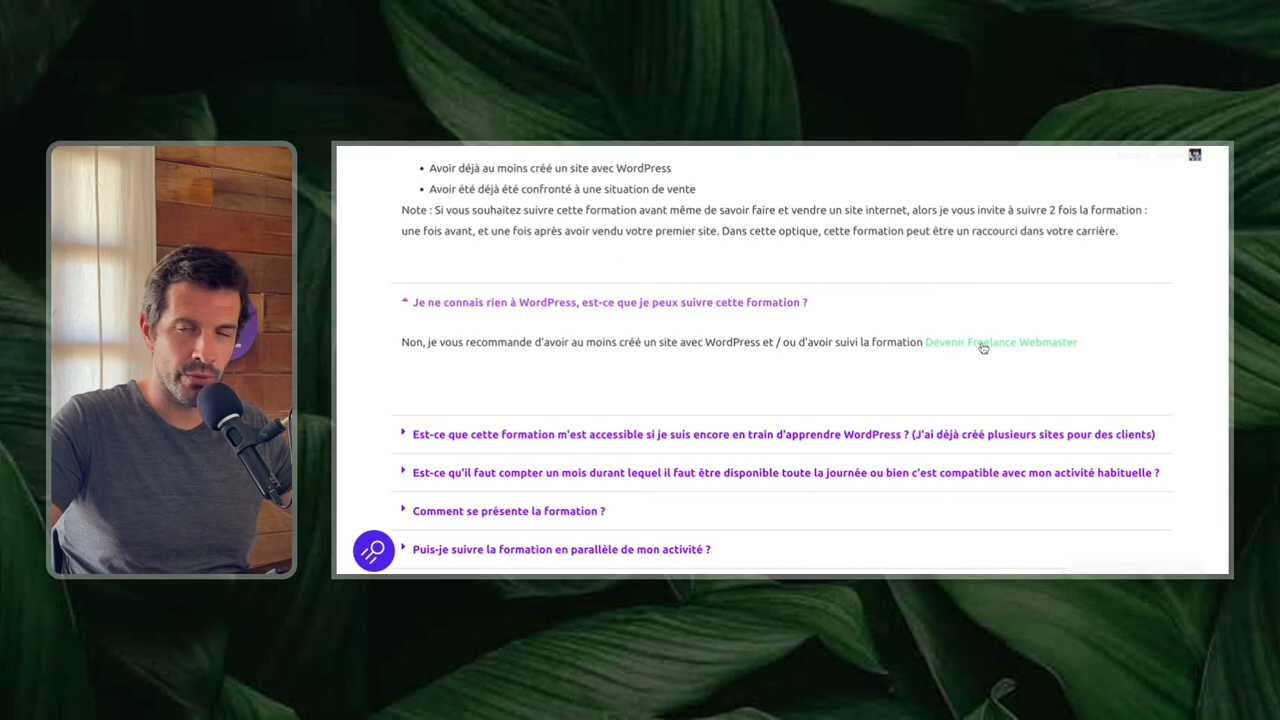 Avoir déjà au moins créé un site avec WordPress
Avoir été déjà été confronté à une situation de vente
Note : Si vous souhaitez suivre cette formation avant même de savoir faire et vendre un site internet, alors je vous invite à suivre 2 fois la formation :
une fois avant, et une fois après avoir vendu votre premier site. Dans cette optique, cette formation peut être un raccourci dans votre carrière.
Je ne connais rien à WordPress, est-ce que je peux suivre cette formation ?
Non, je vous recommande d'avoir au moins créé un site avec WordPress et / ou d'avoir suivi la formation Devenir Freelance Webmaster
Est-ce que cette formation m'est accessible si je suis encore en train d'apprendre WordPress ? (J'ai déjà créé plusieurs sites pour des clients)
Est-ce qu'il faut compter un mois durant lequel il faut être disponible toute la journée ou bien c'est compatible avec mon activité habituelle ?
Comment se présente la formation ?
Puis-je suivre la formation en parallèle de mon activité ?